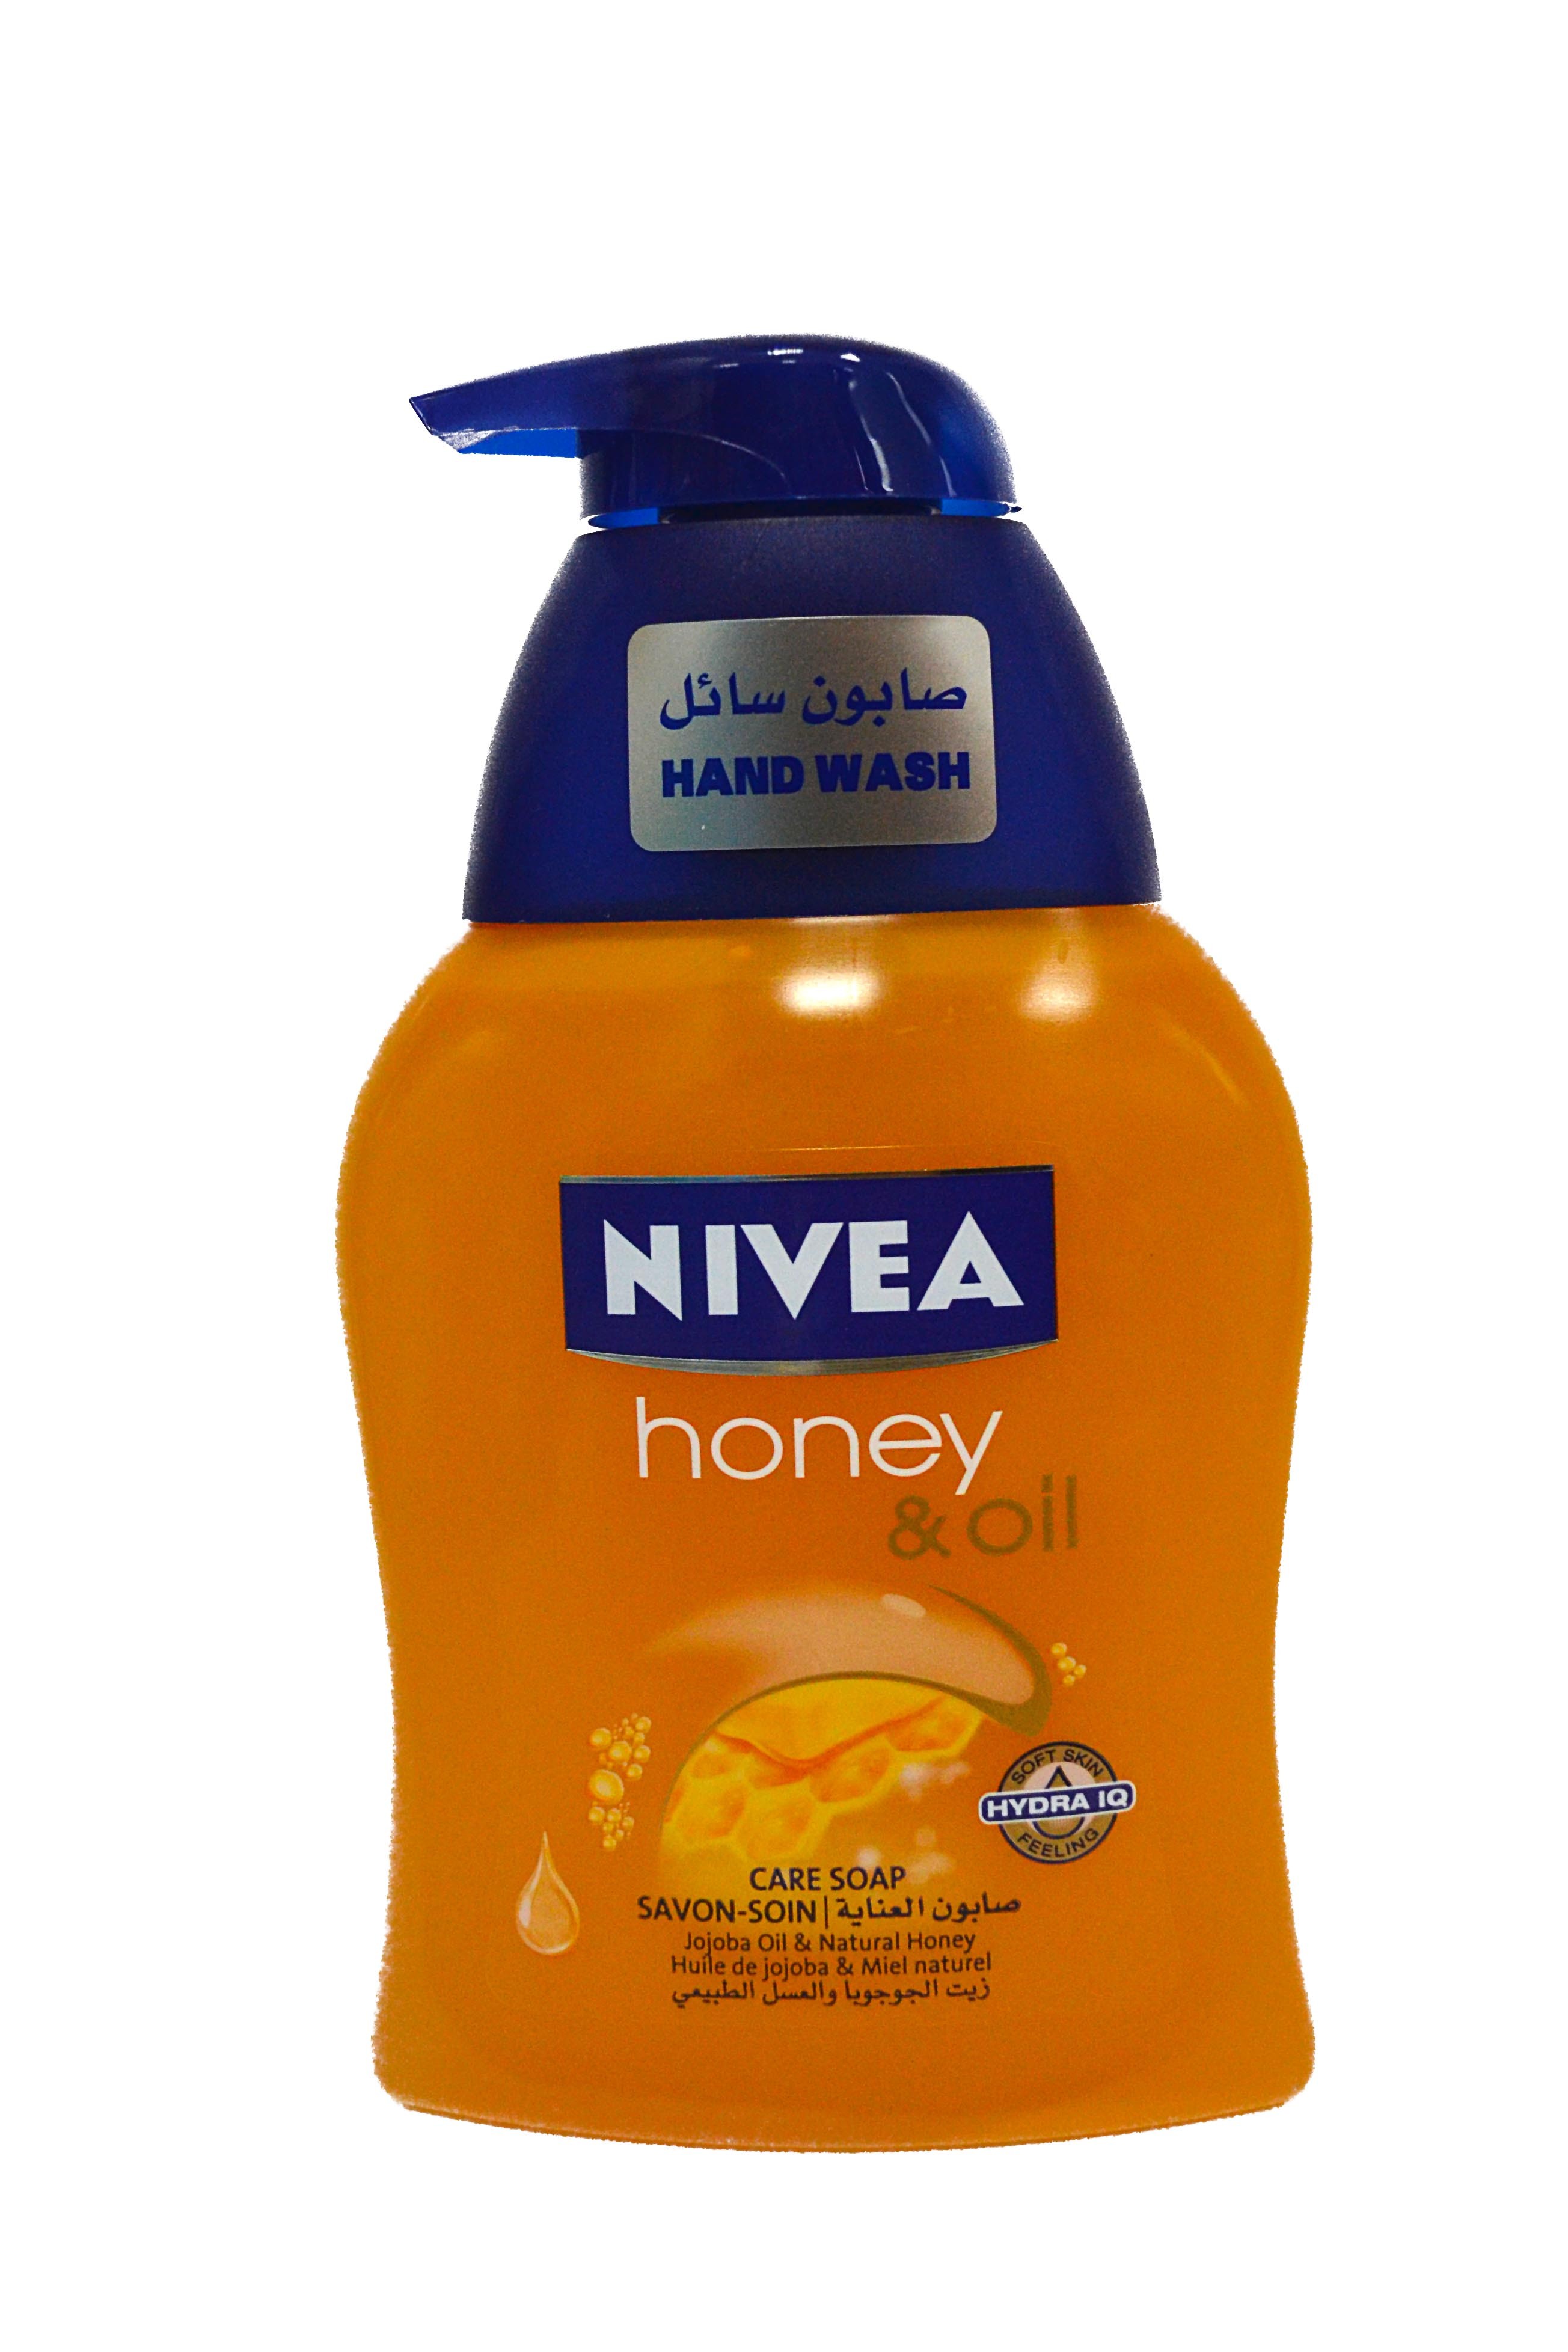 صابون سائل
HAND WASH
NIVEA
honey
& oil
SOFT SKIN
HYDRA IQ
FEELING
CARE SOAP
SAVON-SOIN | صابون العناية
Jojoba Oil & Natural Honey
Huile de jojoba & Miel naturel
زيت الجوجوبا والعسل الطبيعي